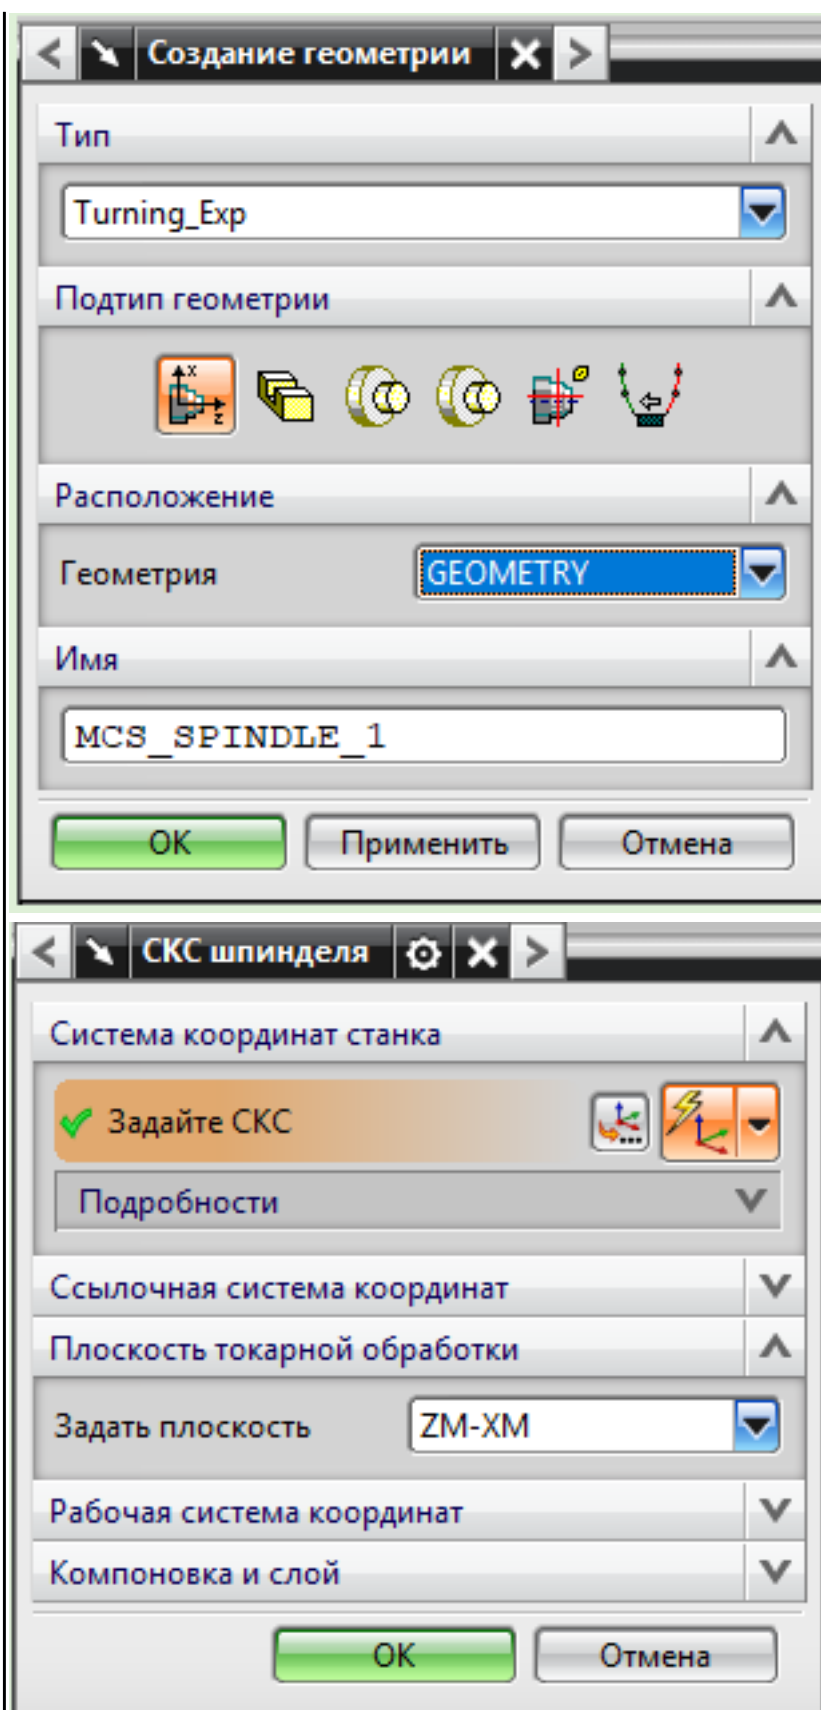 Создание геометрии
Тип
Turning_Exp
Подтип геометрии
Расположение
Геометрия GEOMETRY
Имя
MCS_SPINDLE_1
OK Применить Отмена
СКС шпинделя
Система координат станка
Задайте СКС
Подробности
Ссылочная система координат
Плоскость токарной обработки
Задать плоскость ZM-XM
Рабочая система координат
Компоновка и слой
OK Отмена